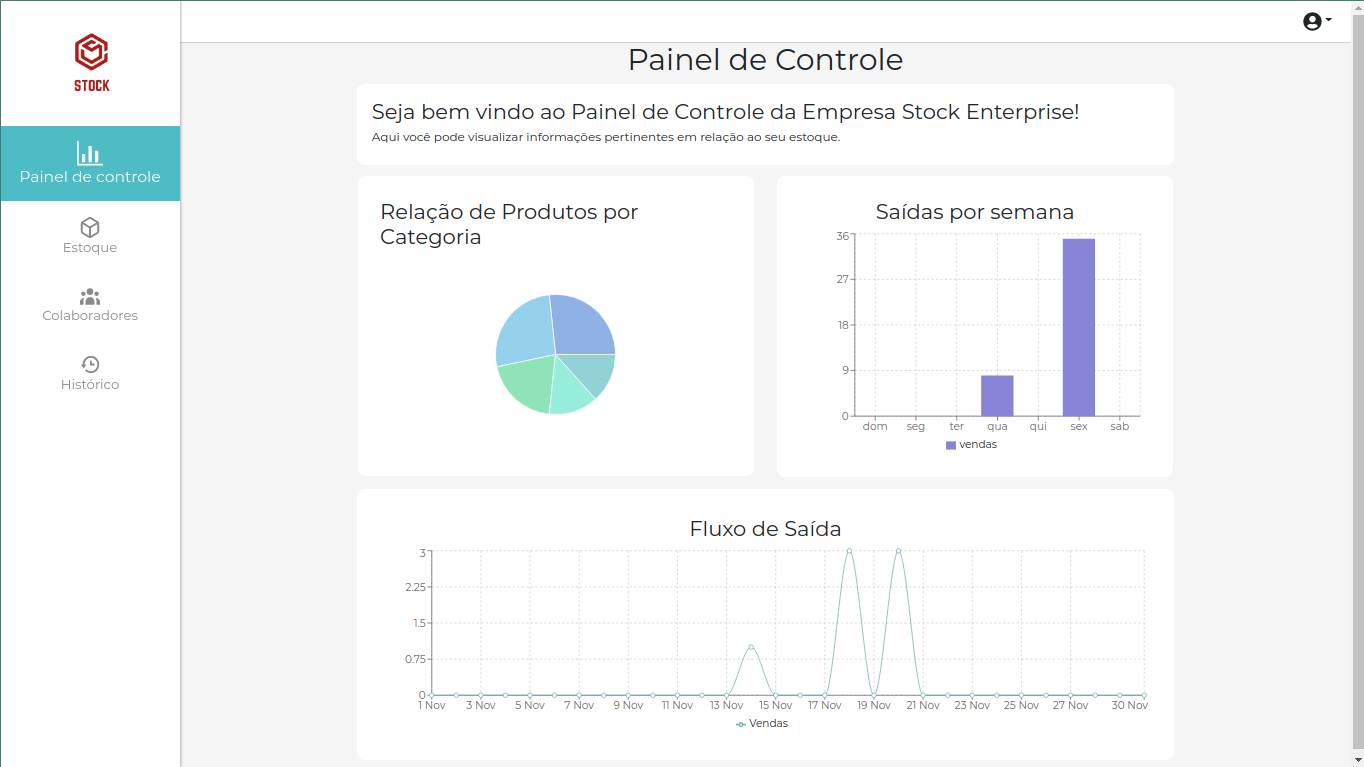 STOCK
Painel de controle
Estoque
Colaboradores
Histórico
Painel de Controle
Seja bem vindo ao Painel de Controle da Empresa Stock Enterprise!
Aqui você pode visualizar informações pertinentes em relação ao seu estoque.
Relação de Produtos por
Categoria
Saídas por semana
36
27
18
9
0
dom seg ter qua qui sex sab
vendas
Fluxo de Saída
3
2.25
1.5
0.75
0
1 Nov 3 Nov 5 Nov 7 Nov 9 Nov 11 Nov 13 Nov 15 Nov 17 Nov 19 Nov 21 Nov 23 Nov 25 Nov 27 Nov 30 Nov
Vendas